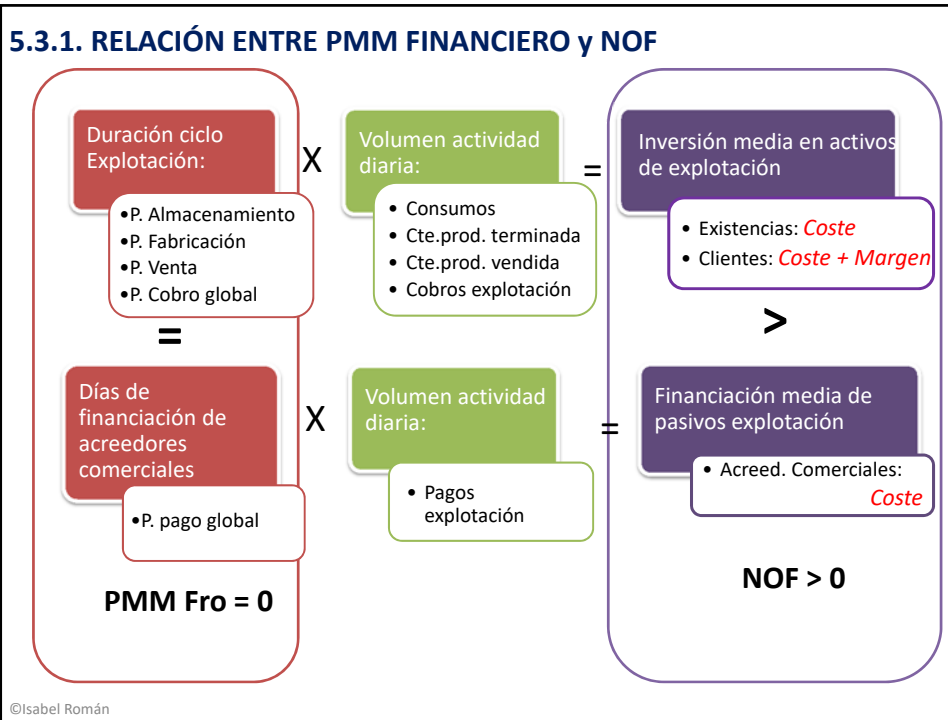 5.3.1. RELACIÓN ENTRE PMM FINANCIERO y NOF
Duración ciclo
Explotación:
•P. Almacenamiento
•P. Fabricación
•P. Venta
•P. Cobro global
X
Volumen actividad
diaria:
• Consumos
• Cte.prod. terminada
• Cte.prod. vendida
• Cobros explotación
=
Inversión media en activos
de explotación
• Existencias: Coste
• Clientes: Coste + Margen
=
>
Días de
financiación de
acreedores
comerciales
•P. pago global
X
Volumen actividad
diaria:
• Pagos
explotación
=
Financiación media de
pasivos explotación
• Acreed. Comerciales:
Coste
PMM Fro = 0
NOF > 0
©Isabel Román